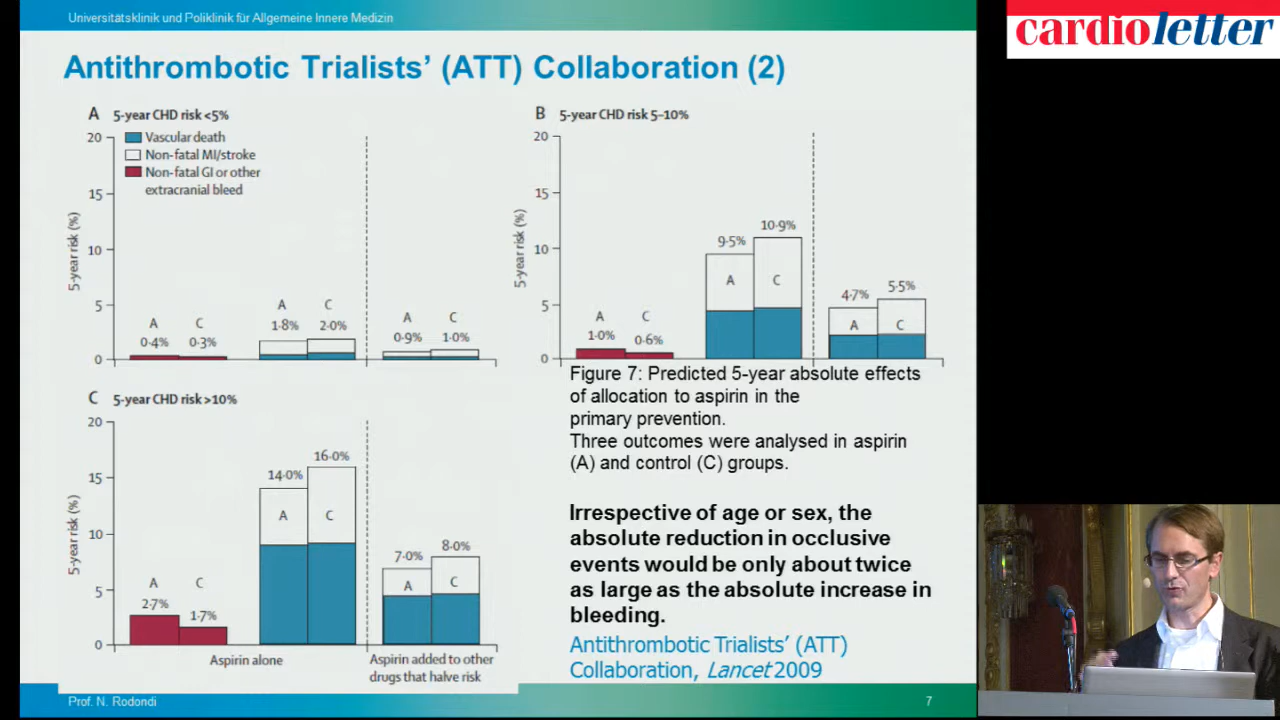 Universitätsklinik und Poliklinik für Allgemeine Innere Medizin
cardioletter
Antithrombotic Trialists’ (ATT) Collaboration (2)
A 5-year CHD risk <5%
20
15
10
5
0
5-year risk (%)
Vascular death
Non-fatal MI/stroke
Non-fatal GI or other
extracranial bleed
A C
0·4% 0·3%
A C
1·8% 2·0%
A C
0·9% 1·0%
B 5-year CHD risk 5–10%
20
15
10
5
0
5-year risk (%)
A C
1·0% 0·6%
9·5% 10·9%
A C
4·7% 5·5%
A C
Figure 7: Predicted 5-year absolute effects
of allocation to aspirin in the
primary prevention.
Three outcomes were analysed in aspirin
(A) and control (C) groups.
C 5-year CHD risk >10%
20
15
10
5
0
5-year risk (%)
A C
2·7% 1·7%
14·0% 16·0%
A C
7·0% 8·0%
A C
Aspirin alone
Aspirin added to other
drugs that halve risk
Irrespective of age or sex, the
absolute reduction in occlusive
events would be only about twice
as large as the absolute increase in
bleeding.
Antithrombotic Trialists’ (ATT)
Collaboration, Lancet 2009
Prof. N. Rodondi
7